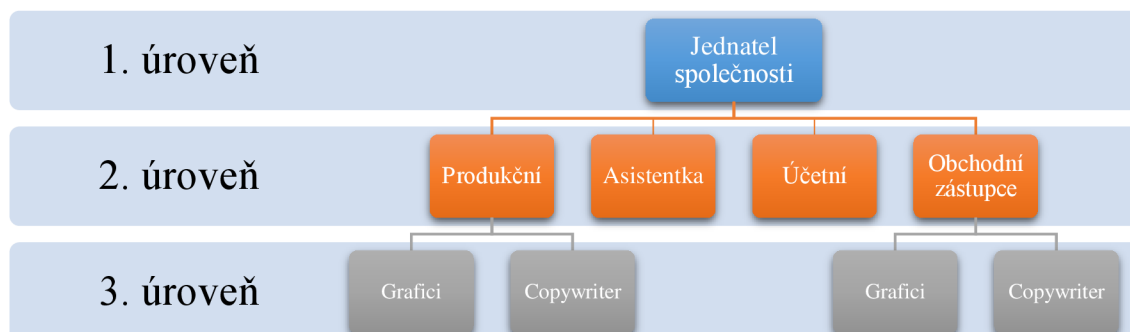 1. úroveň
Jednatel
společnosti
2. úroveň
Produkční
Asistentka
Účetní
Obchodní
zástupce
3. úroveň
Grafici
Copywriter
Grafici
Copywriter